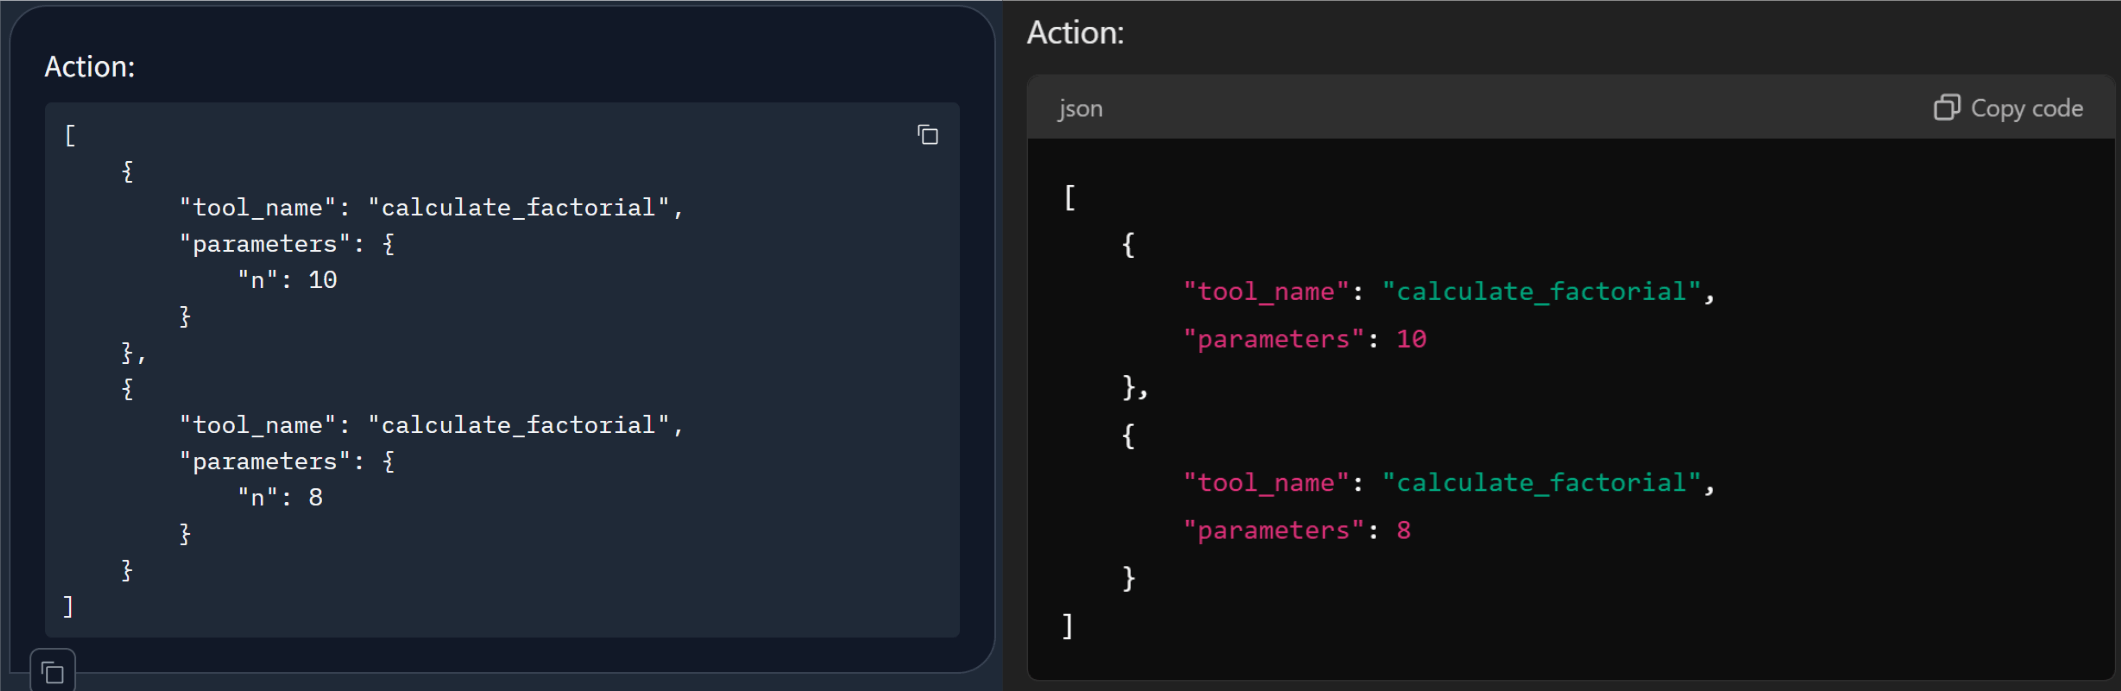 Action:
[
    {
        "tool_name": "calculate_factorial",
        "parameters": {
            "n": 10
        }
    },
    {
        "tool_name": "calculate_factorial",
        "parameters": {
            "n": 8
        }
    }
]
Action:
json
Copy code
[
    {
        "tool_name": "calculate_factorial",
        "parameters": 10
    },
    {
        "tool_name": "calculate_factorial",
        "parameters": 8
    }
]